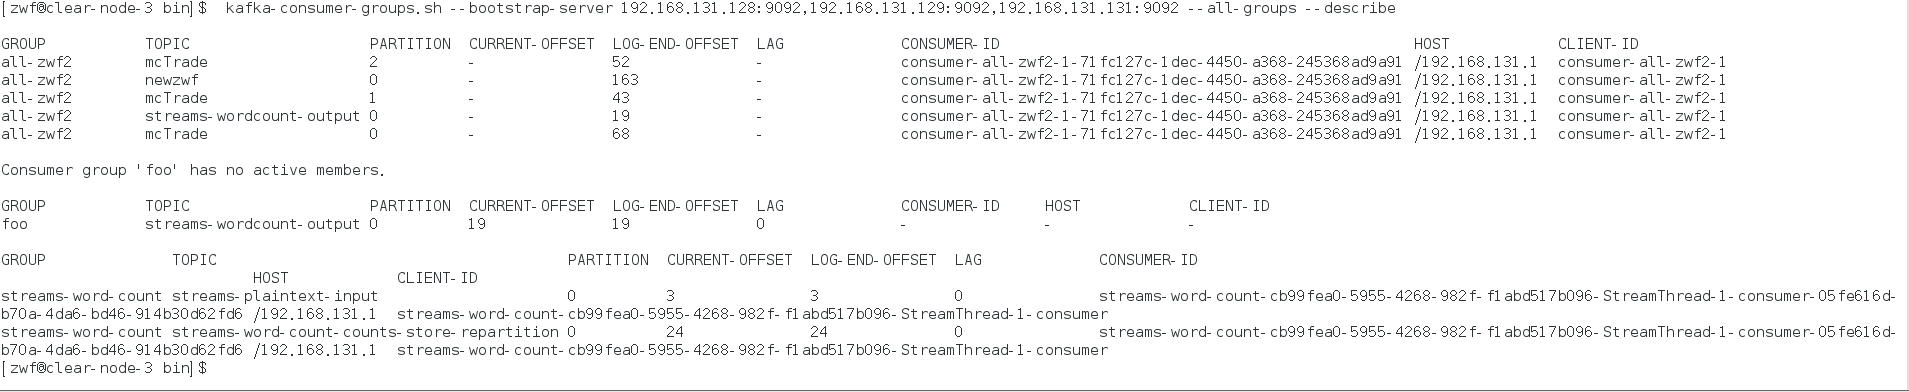 [zwf@clear-node-3 bin]$ kafka-consumer-groups.sh --bootstrap-server 192.168.131.128:9092,192.168.131.129:9092,192.168.131.131:9092 --all-groups --describe
GROUP TOPIC PARTITION CURRENT-OFFSET LOG-END-OFFSET LAG CONSUMER-ID HOST CLIENT-ID
all-zwf2 mcTrade 2 - 52 - consumer-all-zwf2-1-71fc127c-1dec-4450-a368-245368ad9a91 /192.168.131.1 consumer-all-zwf2-1
all-zwf2 newzwf 0 - 163 - consumer-all-zwf2-1-71fc127c-1dec-4450-a368-245368ad9a91 /192.168.131.1 consumer-all-zwf2-1
all-zwf2 mcTrade 1 - 43 - consumer-all-zwf2-1-71fc127c-1dec-4450-a368-245368ad9a91 /192.168.131.1 consumer-all-zwf2-1
all-zwf2 streams-wordcount-output 0 - 19 - consumer-all-zwf2-1-71fc127c-1dec-4450-a368-245368ad9a91 /192.168.131.1 consumer-all-zwf2-1
all-zwf2 mcTrade 0 - 68 - consumer-all-zwf2-1-71fc127c-1dec-4450-a368-245368ad9a91 /192.168.131.1 consumer-all-zwf2-1
Consumer group 'foo' has no active members.
GROUP TOPIC PARTITION CURRENT-OFFSET LOG-END-OFFSET LAG CONSUMER-ID HOST CLIENT-ID
foo streams-wordcount-output 0 19 19 0 - - -
GROUP TOPIC PARTITION CURRENT-OFFSET LOG-END-OFFSET LAG CONSUMER-ID
HOST CLIENT-ID
streams-word-count streams-plaintext-input 0 3 3 0 streams-word-count-cb99fea0-5955-4268-982f-f1abd517b096-StreamThread-1-consumer-05fe616d-
b70a-4da6-bd46-914b30d62fd6 /192.168.131.1 streams-word-count-cb99fea0-5955-4268-982f-f1abd517b096-StreamThread-1-consumer
streams-word-count streams-word-count-counts-store-repartition 0 24 24 0 streams-word-count-cb99fea0-5955-4268-982f-f1abd517b096-StreamThread-1-consumer-05fe616d-
b70a-4da6-bd46-914b30d62fd6 /192.168.131.1 streams-word-count-cb99fea0-5955-4268-982f-f1abd517b096-StreamThread-1-consumer
[zwf@clear-node-3 bin]$